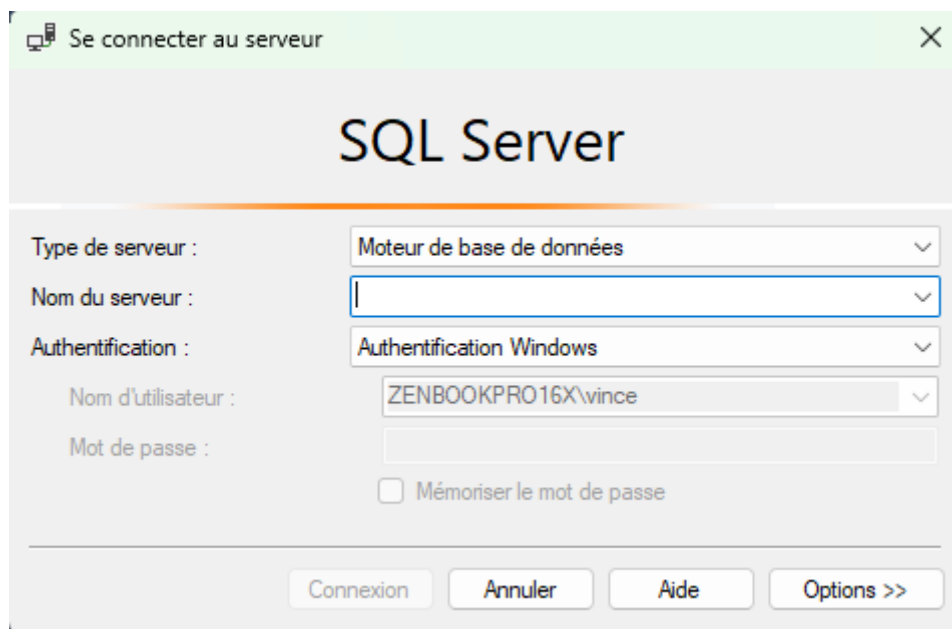 Se connecter au serveur
SQL Server
Type de serveur : Moteur de base de données
Nom du serveur :
Authentification : Authentification Windows
Nom d'utilisateur : ZENBOOKPRO16X\vince
Mot de passe :
Mémoriser le mot de passe
Connexion Annuler Aide Options >>